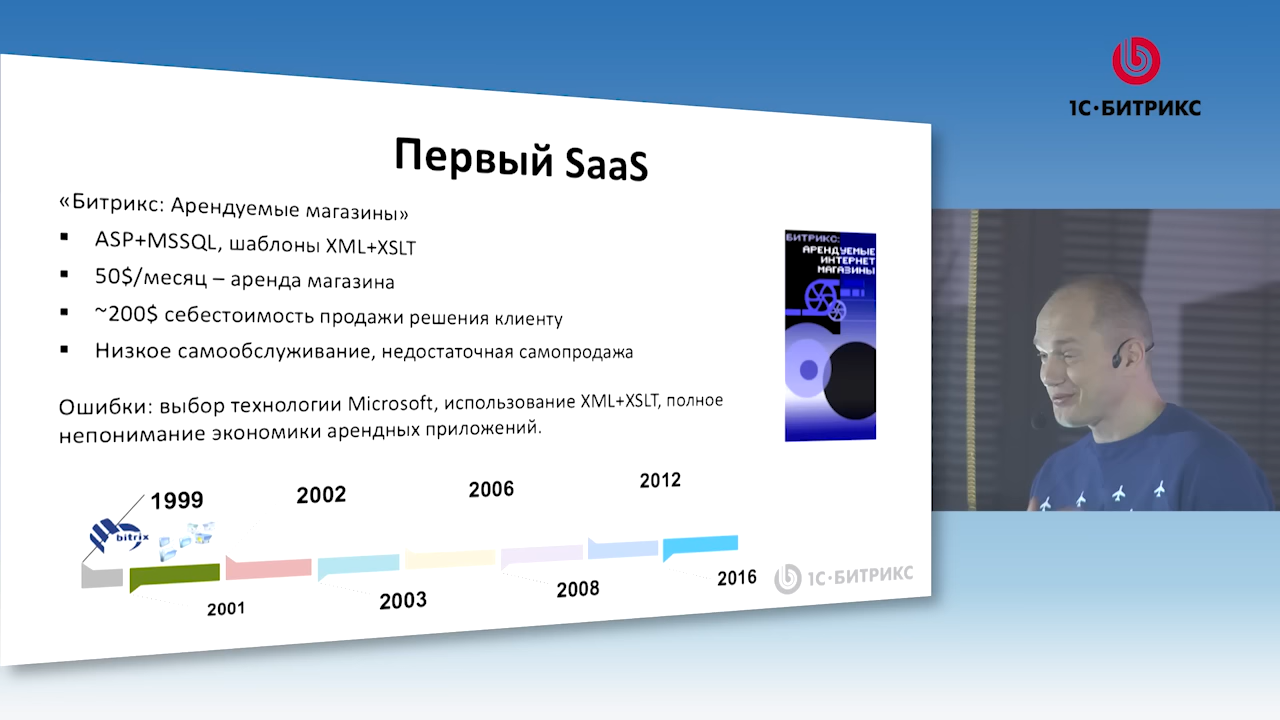 1С·БИТРИКС
Первый SaaS
«Битрикс: Арендуемые магазины»
▪ ASP+MSSQL, шаблоны XML+XSLT
▪ 50$/месяц – аренда магазина
▪ ~200$ себестоимость продажи решения клиенту
▪ Низкое самообслуживание, недостаточная самопродажа
Ошибки: выбор технологии Microsoft, использование XML+XSLT, полное
непонимание экономики арендных приложений.
БИТРИКС:
АРЕНДУЕМЫЕ
ИНТЕРНЕТ
МАГАЗИНЫ
1999
2002
2006
2012
bitrix
2001
2003
2008
2016
1С·БИТРИКС